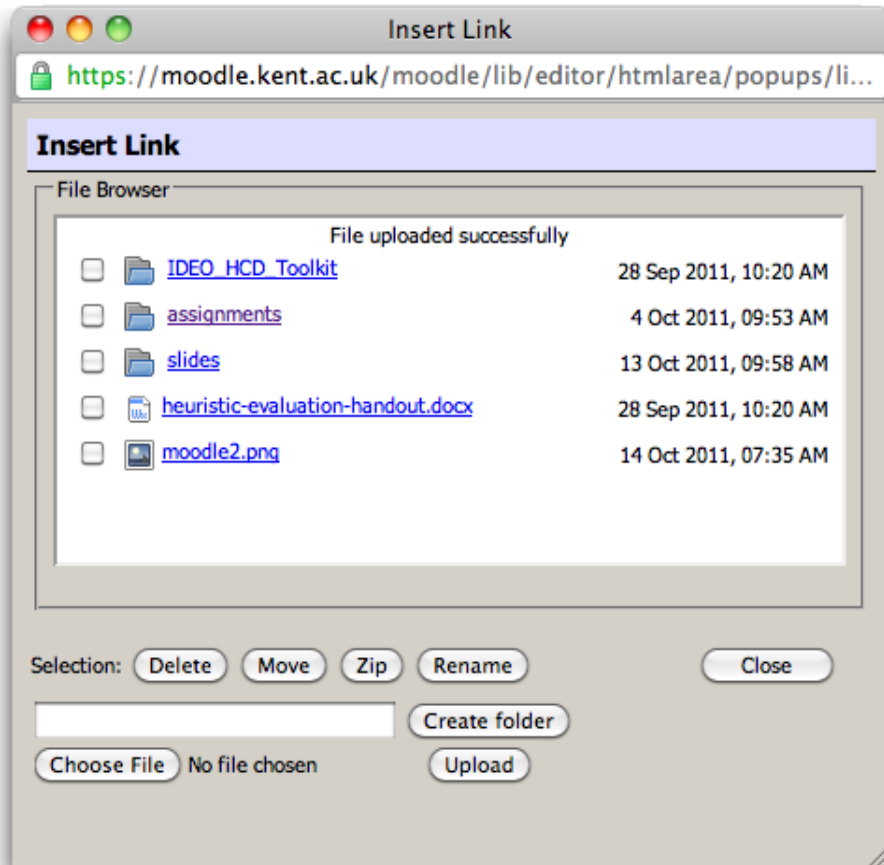 Insert Link
https://moodle.kent.ac.uk/moodle/lib/editor/htmlarea/popups/li...
Insert Link
File Browser
File uploaded successfully
IDEO_HCD_Toolkit 28 Sep 2011, 10:20 AM
assignments 4 Oct 2011, 09:53 AM
slides 13 Oct 2011, 09:58 AM
heuristic-evaluation-handout.docx 28 Sep 2011, 10:20 AM
moodle2.png 14 Oct 2011, 07:35 AM
Selection: Delete Move Zip Rename Close
Create folder
Choose File No file chosen Upload